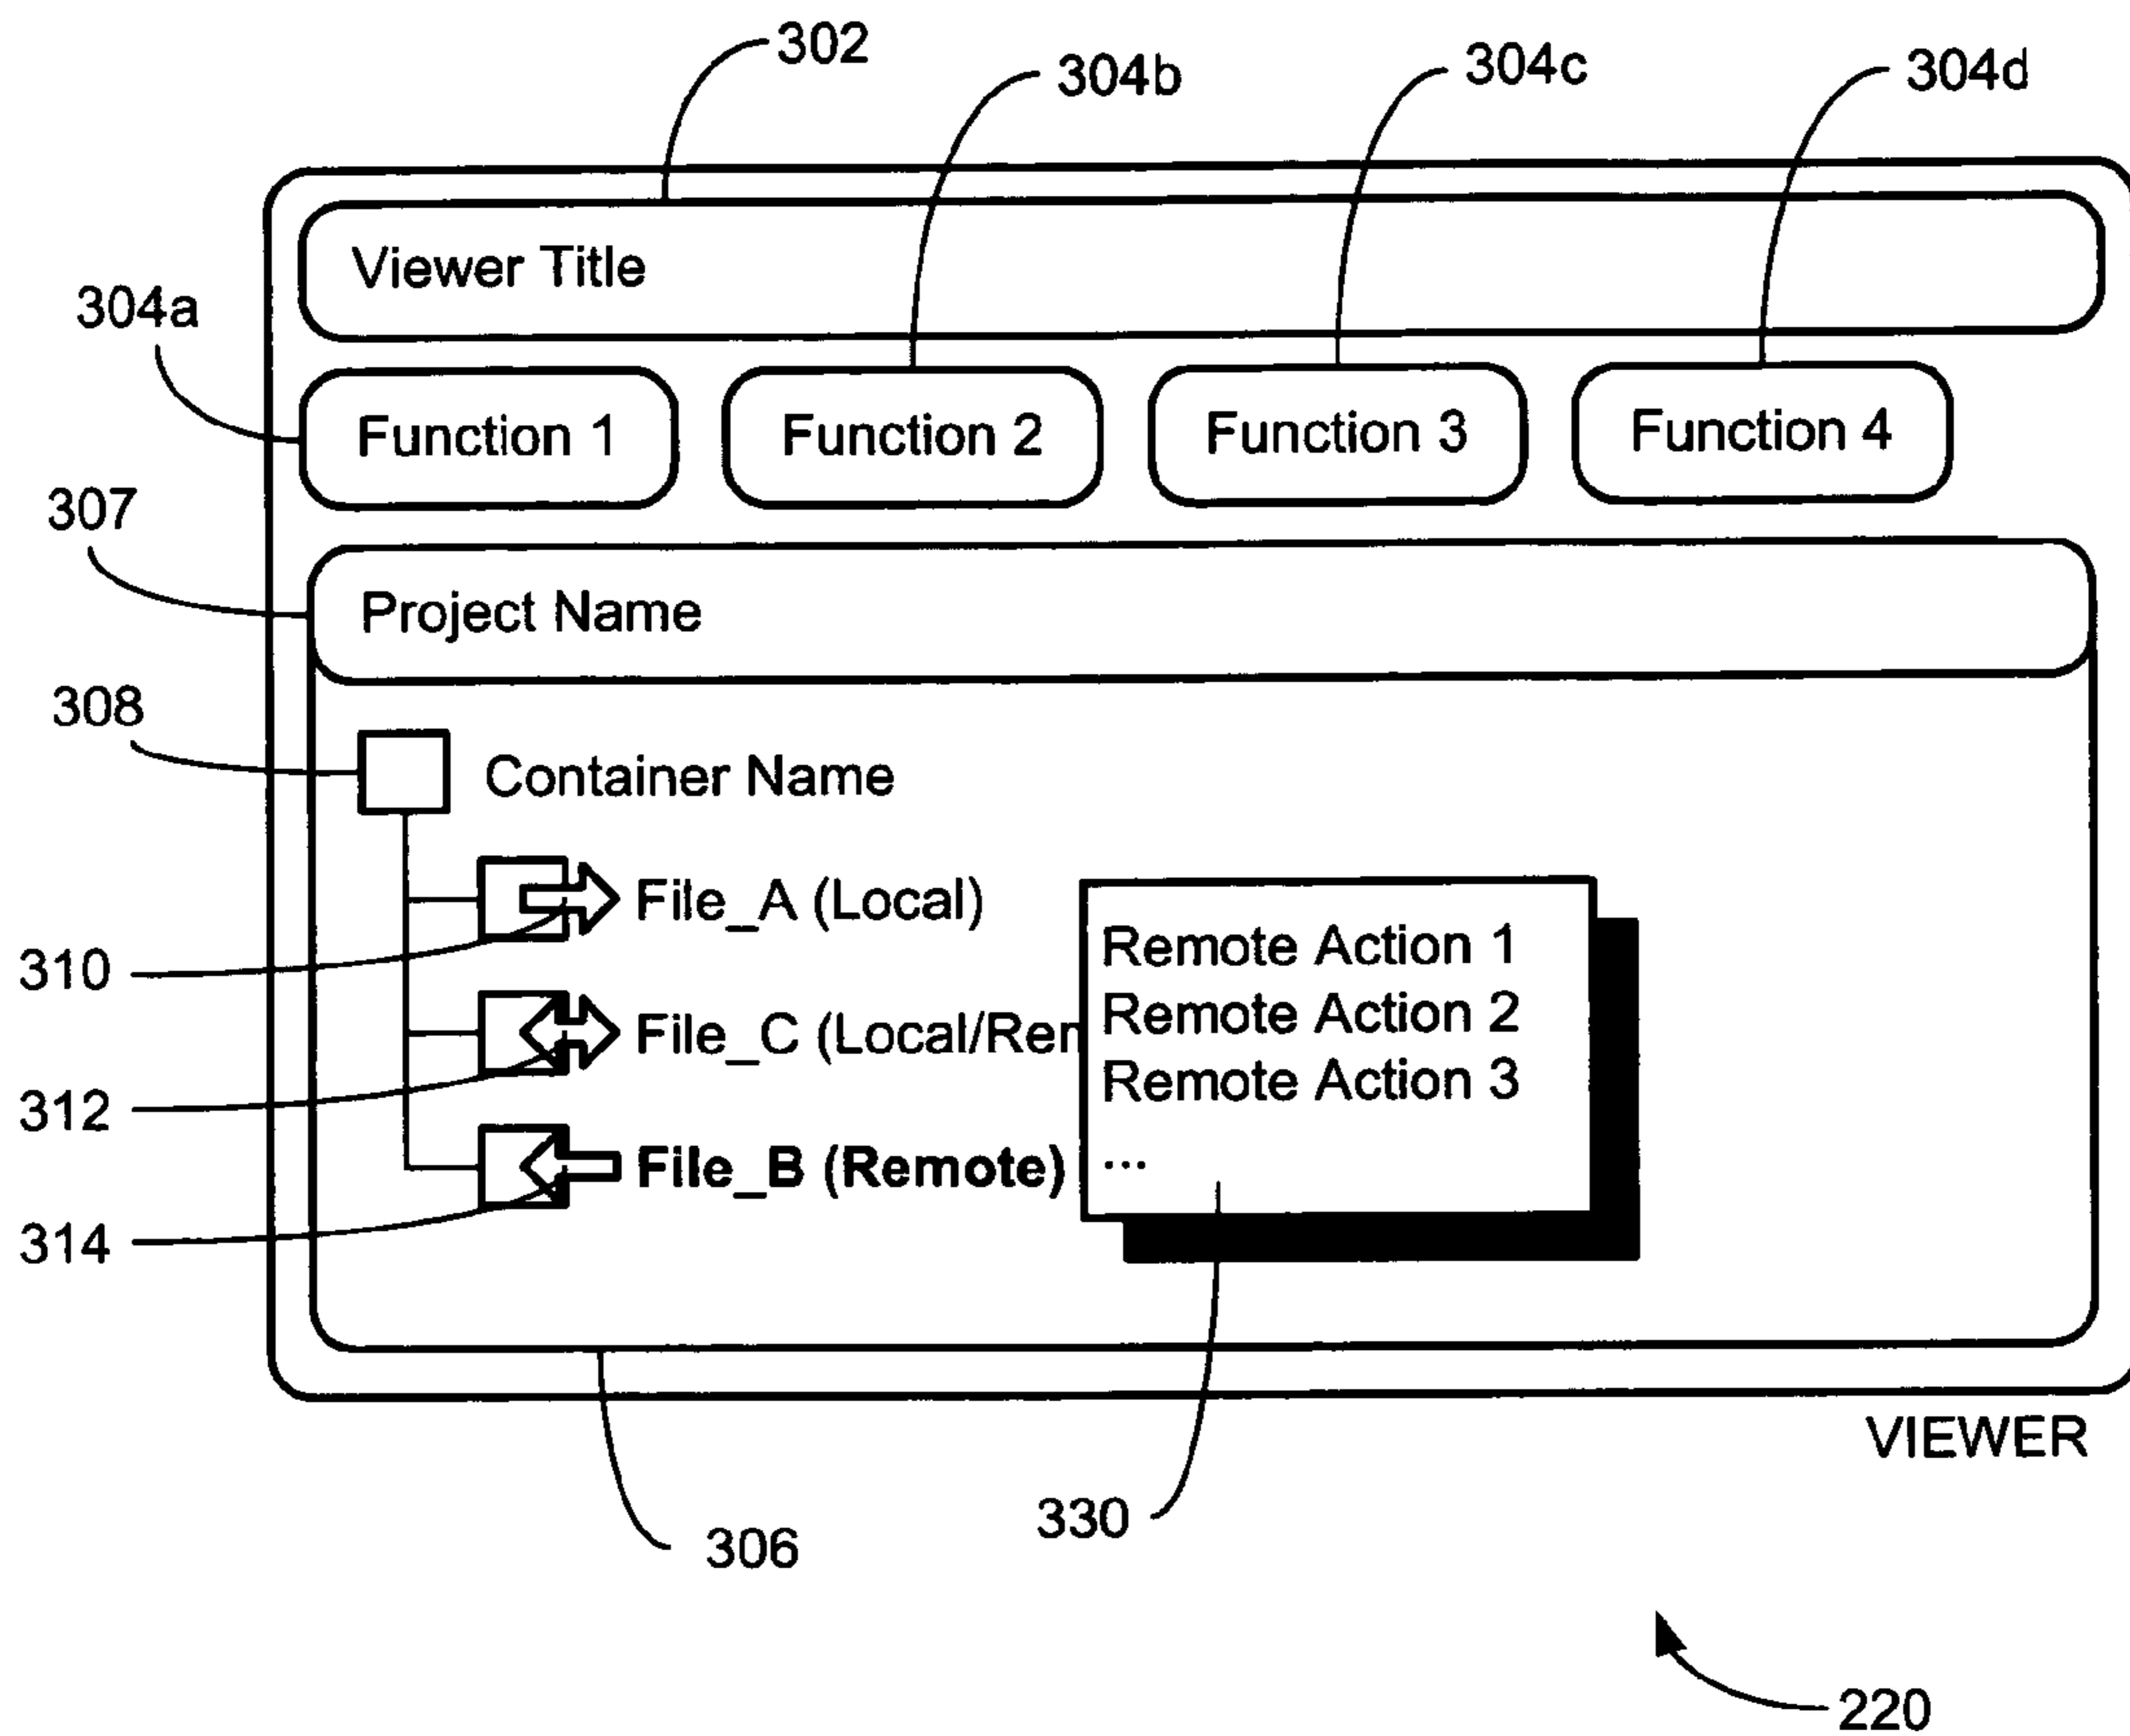 302
304b
304c
304d
Viewer Title
304a
Function 1
Function 2
Function 3
Function 4
307
Project Name
308
Container Name
File_A (Local)
310
File_C (Local/Rem
312
File_B (Remote)
314
Remote Action 1
Remote Action 2
Remote Action 3
...
VIEWER
330
306
220